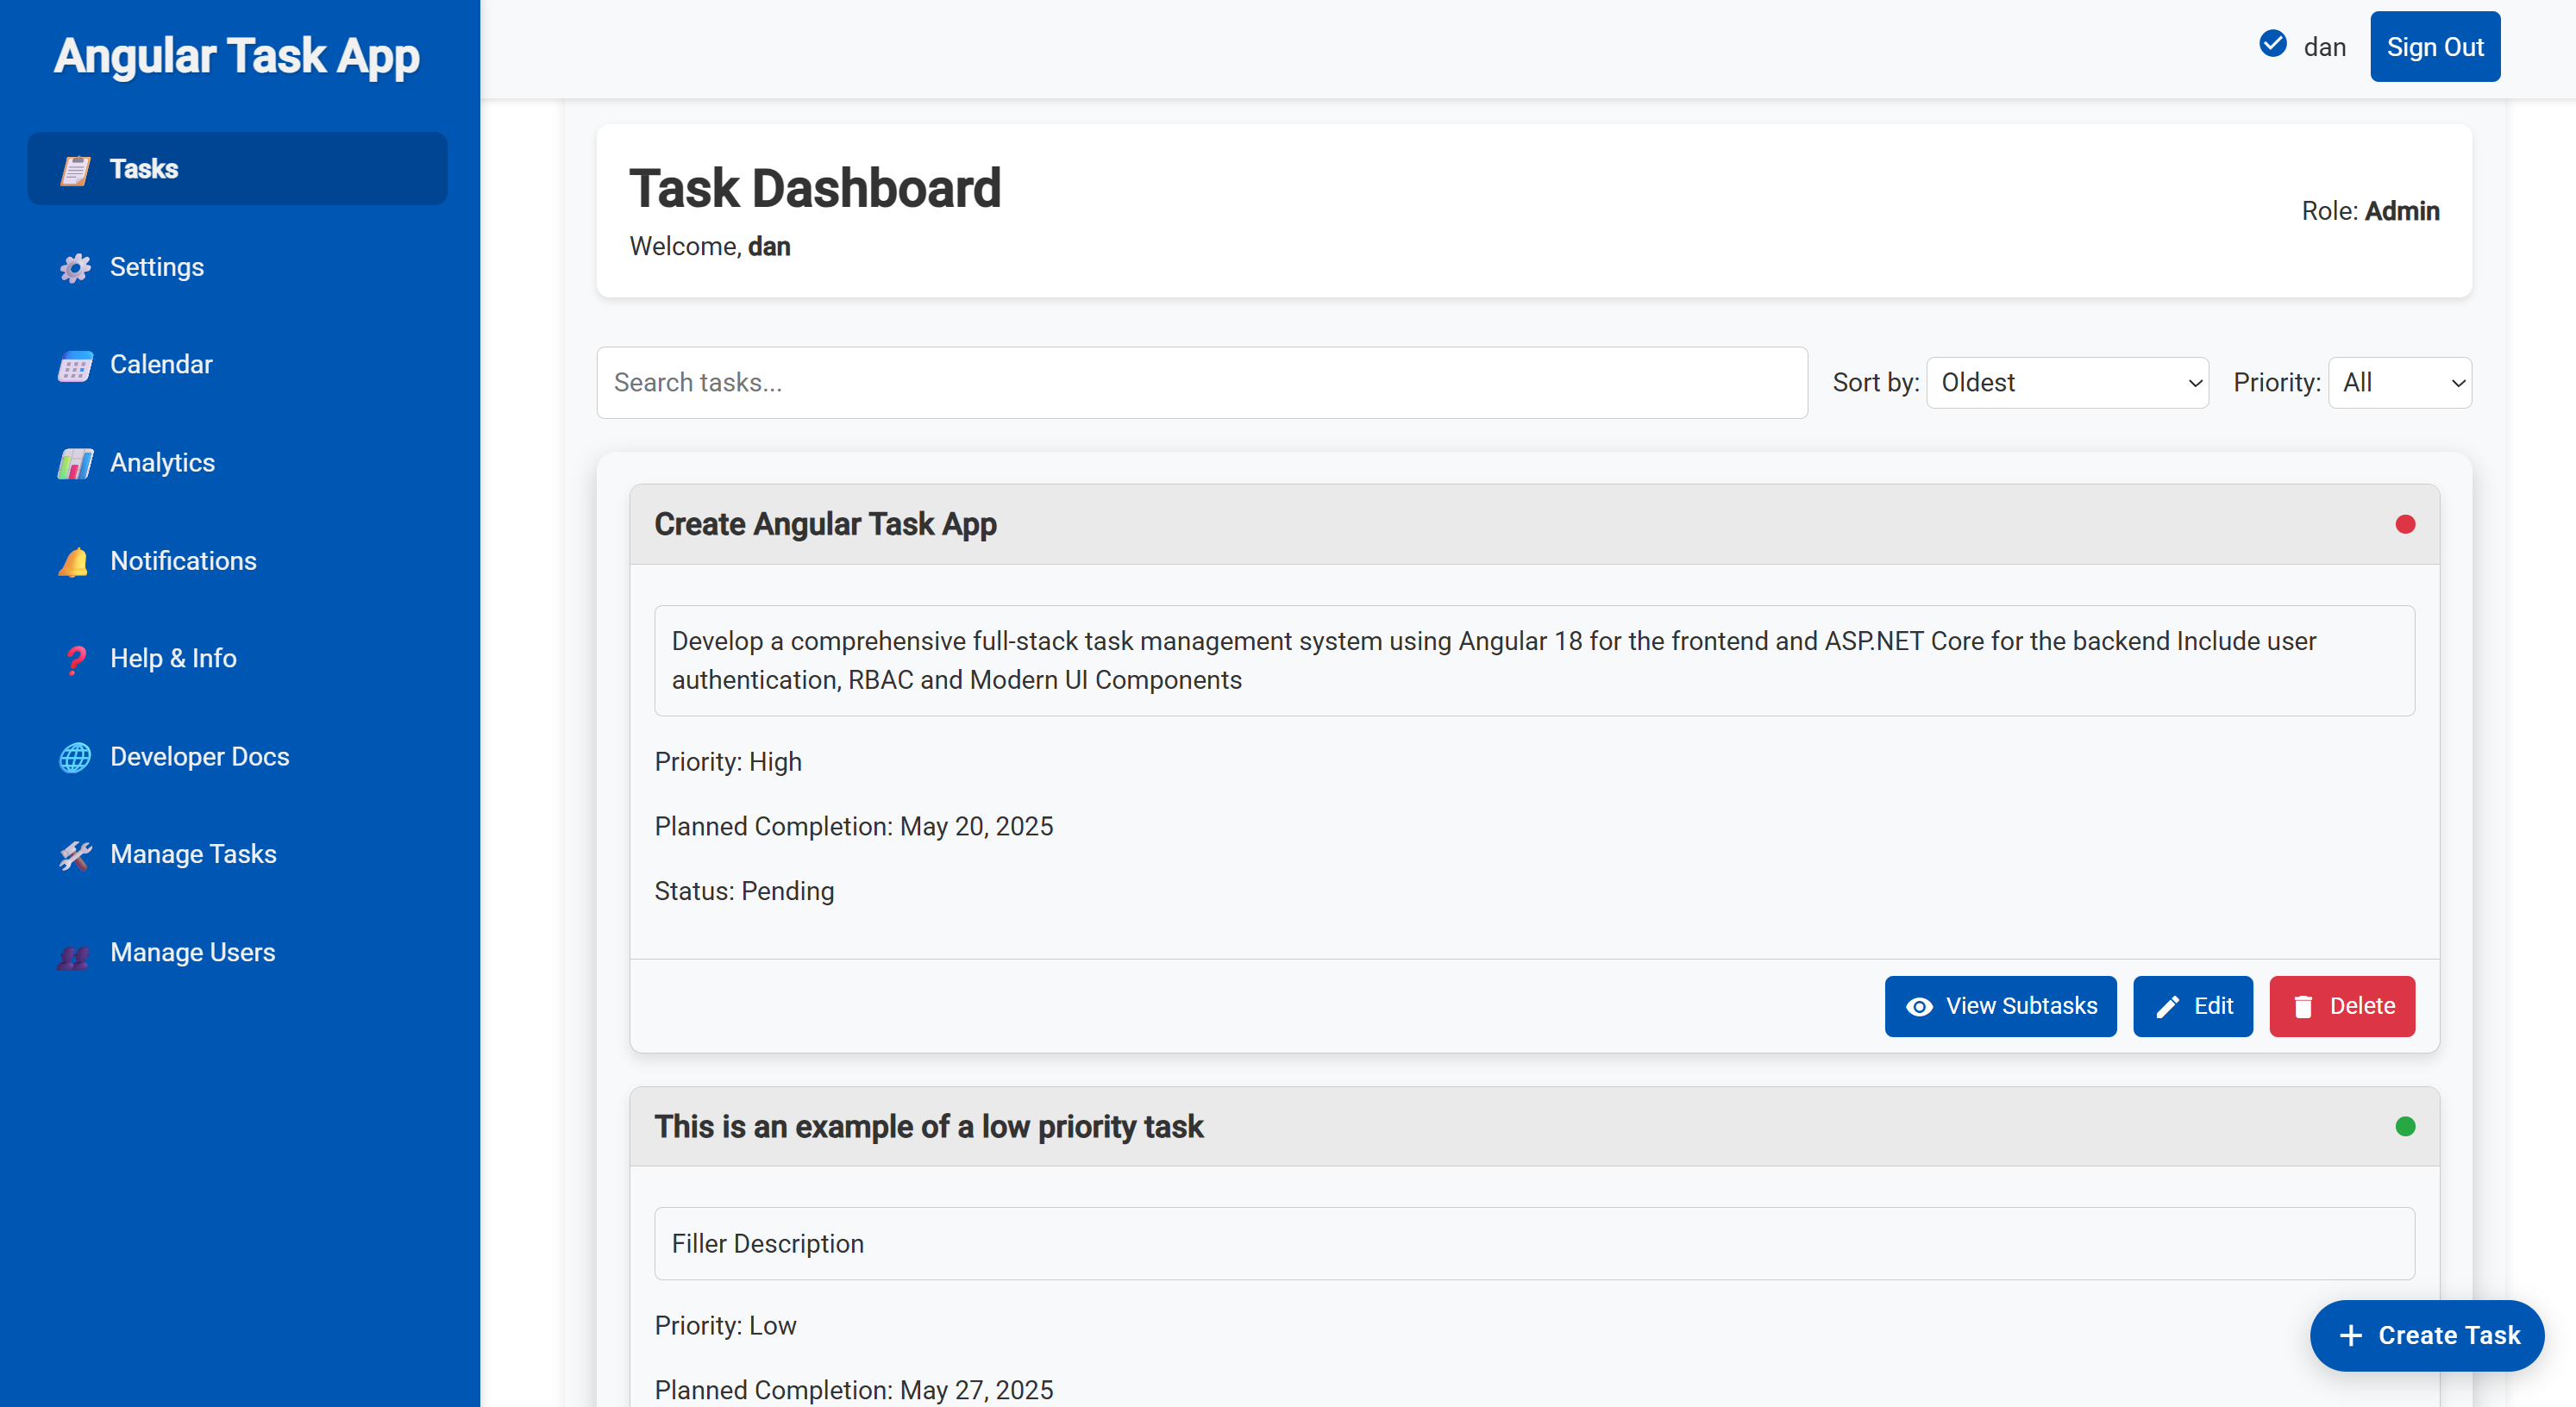 Angular Task App
dan
Sign Out
Tasks
Settings
Calendar
Analytics
Notifications
Help & Info
Developer Docs
Manage Tasks
Manage Users
Task Dashboard
Welcome, dan
Role: Admin
Search tasks...
Sort by: Oldest
Priority: All
Create Angular Task App
Develop a comprehensive full-stack task management system using Angular 18 for the frontend and ASP.NET Core for the backend Include user
authentication, RBAC and Modern UI Components
Priority: High
Planned Completion: May 20, 2025
Status: Pending
View Subtasks
Edit
Delete
This is an example of a low priority task
Filler Description
Priority: Low
Planned Completion: May 27, 2025
Create Task